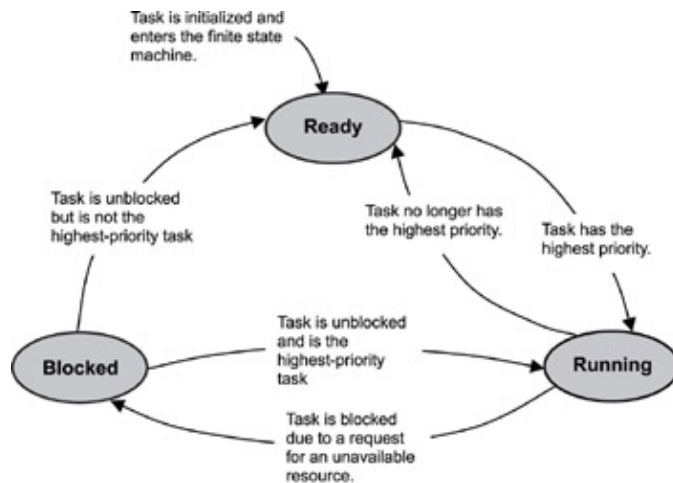 Task is initialized and
enters the finite state
machine.
Ready
Task is unblocked
but is not the
highest-priority task
Task no longer has
the highest priority.
Task has the
highest priority.
Blocked
Task is unblocked
and is the
highest-priority
task
Running
Task is blocked
due to a request
for an unavailable
resource.